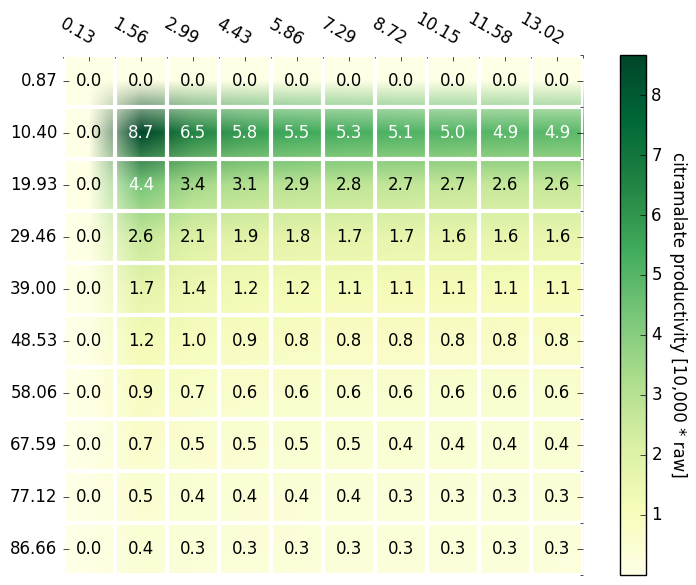 0.13 1.56 2.99 4.43 5.86 7.29 8.72 10.15 11.58 13.02
0.87 0.0 0.0 0.0 0.0 0.0 0.0 0.0 0.0 0.0 0.0
10.40 0.0 8.7 6.5 5.8 5.5 5.3 5.1 5.0 4.9 4.9
19.93 0.0 4.4 3.4 3.1 2.9 2.8 2.7 2.7 2.6 2.6
29.46 0.0 2.6 2.1 1.9 1.8 1.7 1.7 1.6 1.6 1.6
39.00 0.0 1.7 1.4 1.2 1.2 1.1 1.1 1.1 1.1 1.1
48.53 0.0 1.2 1.0 0.9 0.8 0.8 0.8 0.8 0.8 0.8
58.06 0.0 0.9 0.7 0.6 0.6 0.6 0.6 0.6 0.6 0.6
67.59 0.0 0.7 0.5 0.5 0.5 0.5 0.4 0.4 0.4 0.4
77.12 0.0 0.5 0.4 0.4 0.4 0.4 0.3 0.3 0.3 0.3
86.66 0.0 0.4 0.3 0.3 0.3 0.3 0.3 0.3 0.3 0.3
8
7
6
5
4
3
2
1
citramalate productivity [10,000 * raw]